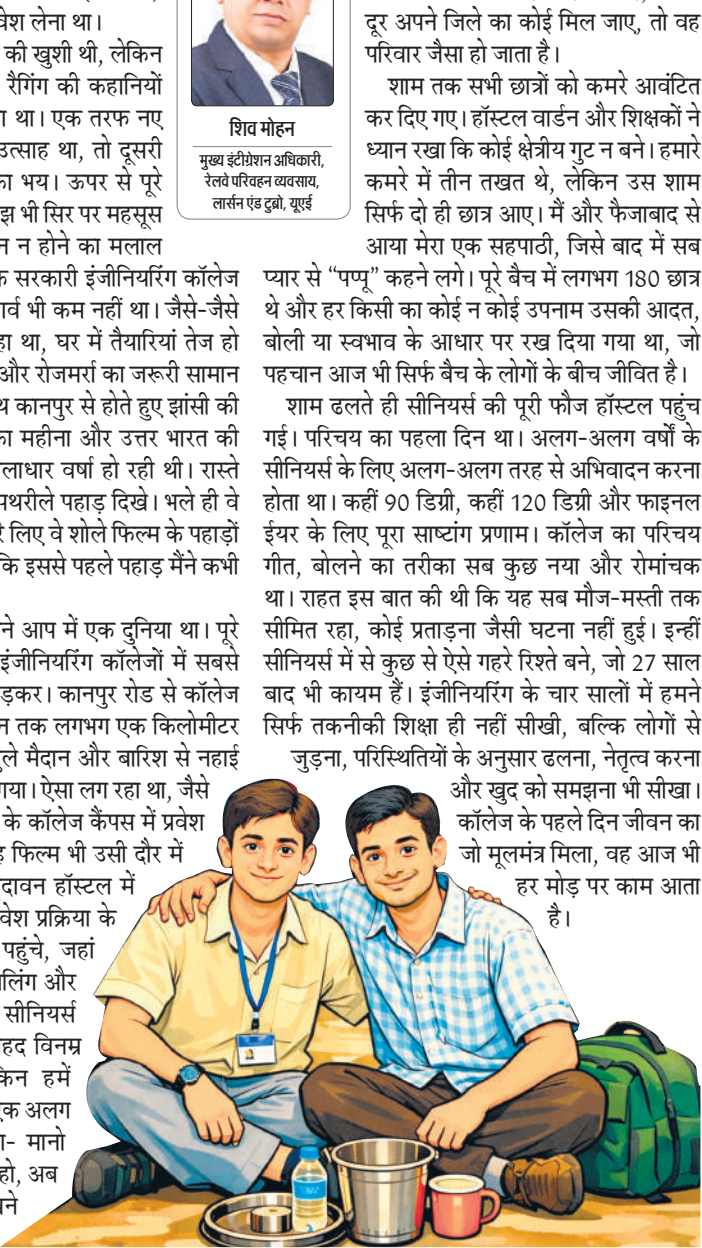 वेश लेना था।
की खुशी थी, लेकिन
रैगिंग की कहानियों
था। एक तरफ नए
उत्साह था, तो दूसरी
का भय। ऊपर से पूरे
झ भी सिर पर महसूस
न न होने का मलाल
क सरकारी इंजीनियरिंग कॉलेज
गर्व भी कम नहीं था। जैसे-जैसे
हा था, घर में तैयारियां तेज हो
और रोजमर्रा का जरूरी सामान
थ कानपुर से होते हुए झांसी की
का महीना और उत्तर भारत की
लाधार वर्षा हो रही थी। रास्ते
पथरीले पहाड़ दिखे। भले ही वे
रे लिए वे शोले फिल्म के पहाड़ों
कि इससे पहले पहाड़ मैंने कभी
ने आप में एक दुनिया था। पूरे
इंजीनियरिंग कॉलेजों में सबसे
ड़कर। कानपुर रोड से कॉलेज
न तक लगभग एक किलोमीटर
ुले मैदान और बारिश से नहाई
गया। ऐसा लग रहा था, जैसे
के कॉलेज कैंपस में प्रवेश
ह फिल्म भी उसी दौर में
दावन हॉस्टल में
वेश प्रक्रिया के
पहुंचे, जहां
लिंग और
सीनियर्स
हद विनम्र
किन हमें
एक अलग
ा- मानो
हो, अब
ने
शिव मोहन
मुख्य इंटीग्रेशन अधिकारी,
रेलवे परिवहन व्यवसाय,
लार्सन एंड टुब्रो, यूएई
दूर अपने जिले का कोई मिल जाए, तो वह
परिवार जैसा हो जाता है।
शाम तक सभी छात्रों को कमरे आवंटित
कर दिए गए। हॉस्टल वार्डन और शिक्षकों ने
ध्यान रखा कि कोई क्षेत्रीय गुट न बने। हमारे
कमरे में तीन तखत थे, लेकिन उस शाम
सिर्फ दो ही छात्र आए। मैं और फैजाबाद से
आया मेरा एक सहपाठी, जिसे बाद में सब
प्यार से “पप्पू” कहने लगे। पूरे बैच में लगभग 180 छात्र
थे और हर किसी का कोई न कोई उपनाम उसकी आदत,
बोली या स्वभाव के आधार पर रख दिया गया था, जो
पहचान आज भी सिर्फ बैच के लोगों के बीच जीवित है।
शाम ढलते ही सीनियर्स की पूरी फौज हॉस्टल पहुंच
गई। परिचय का पहला दिन था। अलग-अलग वर्षों के
सीनियर्स के लिए अलग-अलग तरह से अभिवादन करना
होता था। कहीं 90 डिग्री, कहीं 120 डिग्री और फाइनल
ईयर के लिए पूरा साष्टांग प्रणाम। कॉलेज का परिचय
गीत, बोलने का तरीका सब कुछ नया और रोमांचक
था। राहत इस बात की थी कि यह सब मौज-मस्ती तक
सीमित रहा, कोई प्रताड़ना जैसी घटना नहीं हुई। इन्हीं
सीनियर्स में से कुछ से ऐसे गहरे रिश्ते बने, जो 27 साल
बाद भी कायम हैं। इंजीनियरिंग के चार सालों में हमने
सिर्फ तकनीकी शिक्षा ही नहीं सीखी, बल्कि लोगों से
जुड़ना, परिस्थितियों के अनुसार ढलना, नेतृत्व करना
और खुद को समझना भी सीखा।
कॉलेज के पहले दिन जीवन का
जो मूलमंत्र मिला, वह आज भी
हर मोड़ पर काम आता
है।